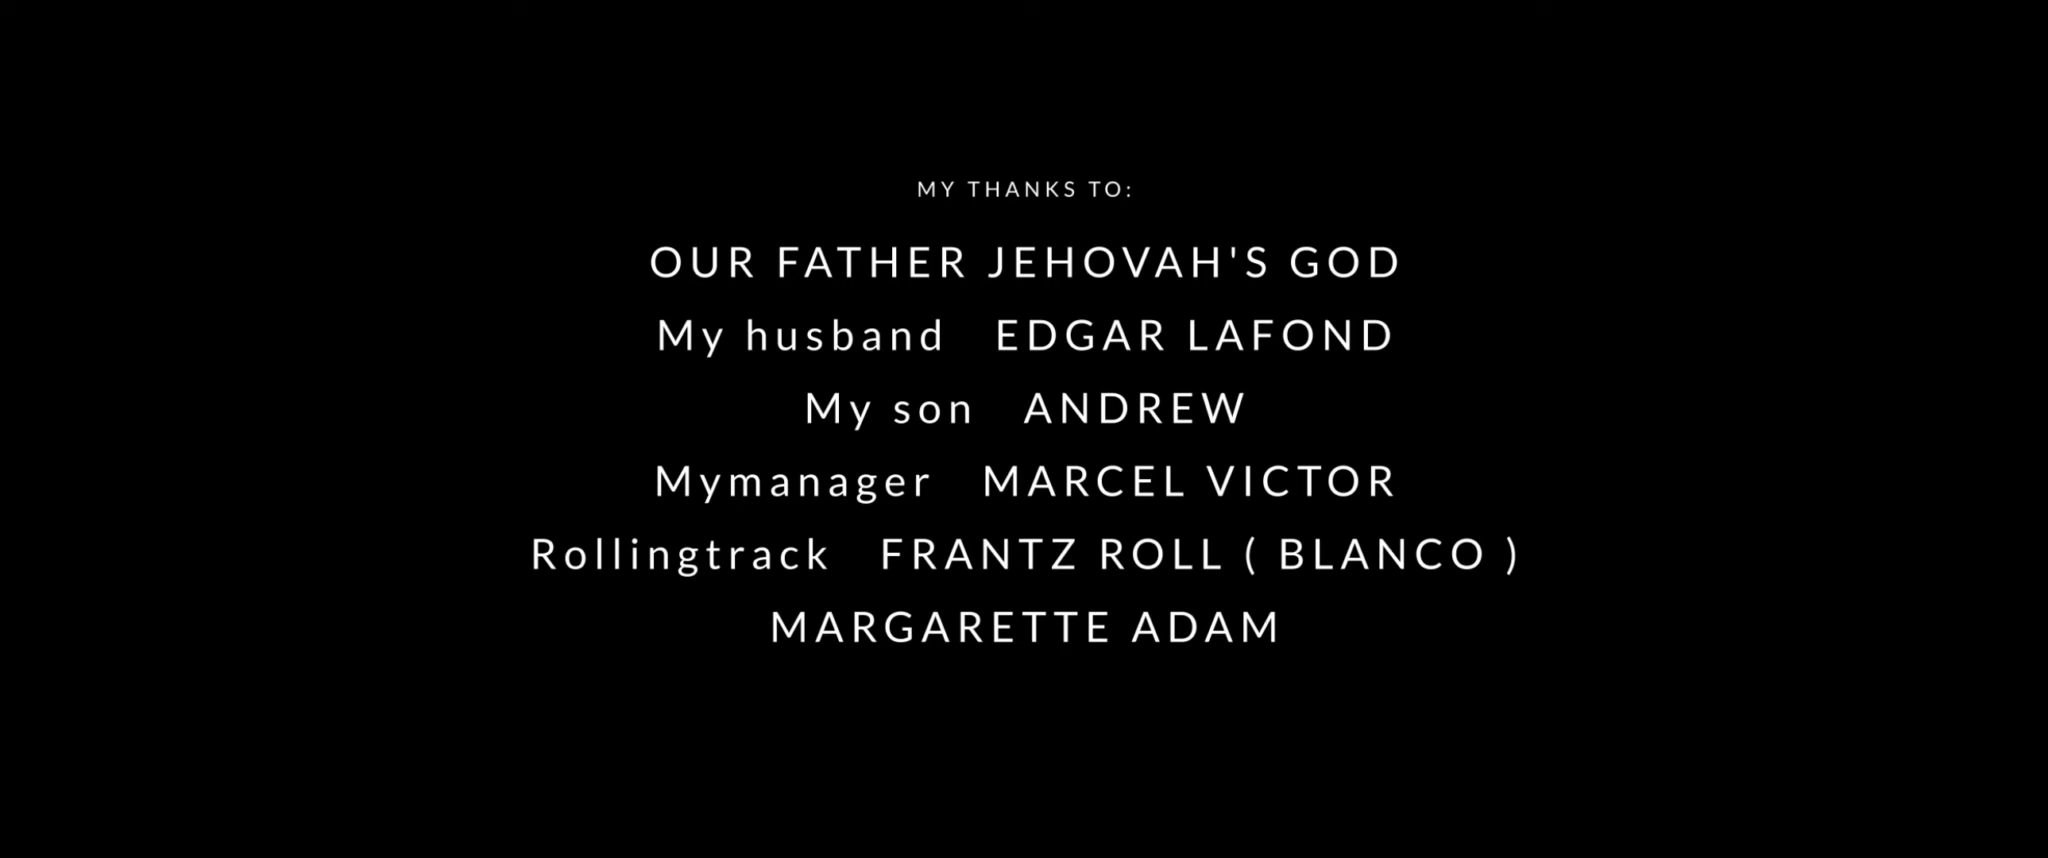 MY THANKS TO:
OUR FATHER JEHOVAH'S GOD
My husband EDGAR LAFOND
My son ANDREW
Mymanager MARCEL VICTOR
Rollingtrack FRANTZ ROLL ( BLANCO )
MARGARETTE ADAM